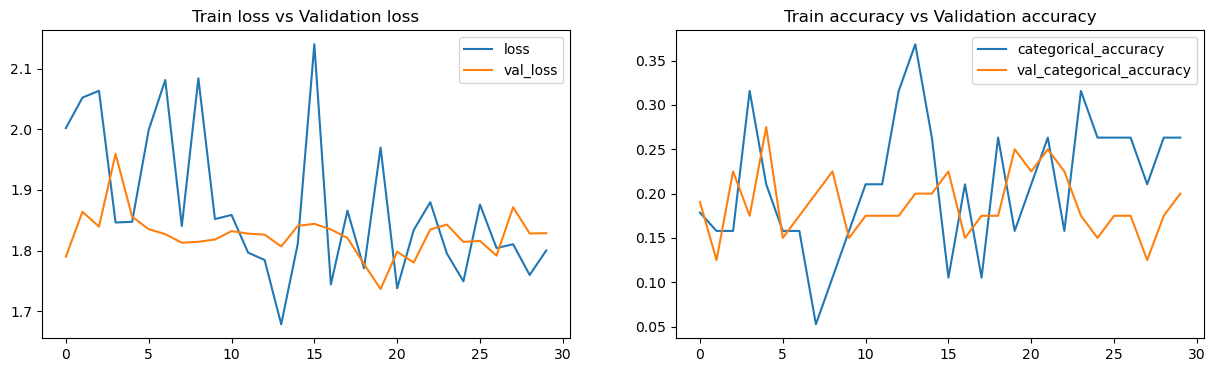 Train loss vs Validation loss
loss
val_loss
2.1
2.0
1.9
1.8
1.7
0 5 10 15 20 25 30
Train accuracy vs Validation accuracy
categorical_accuracy
val_categorical_accuracy
0.35
0.30
0.25
0.20
0.15
0.10
0.05
0 5 10 15 20 25 30